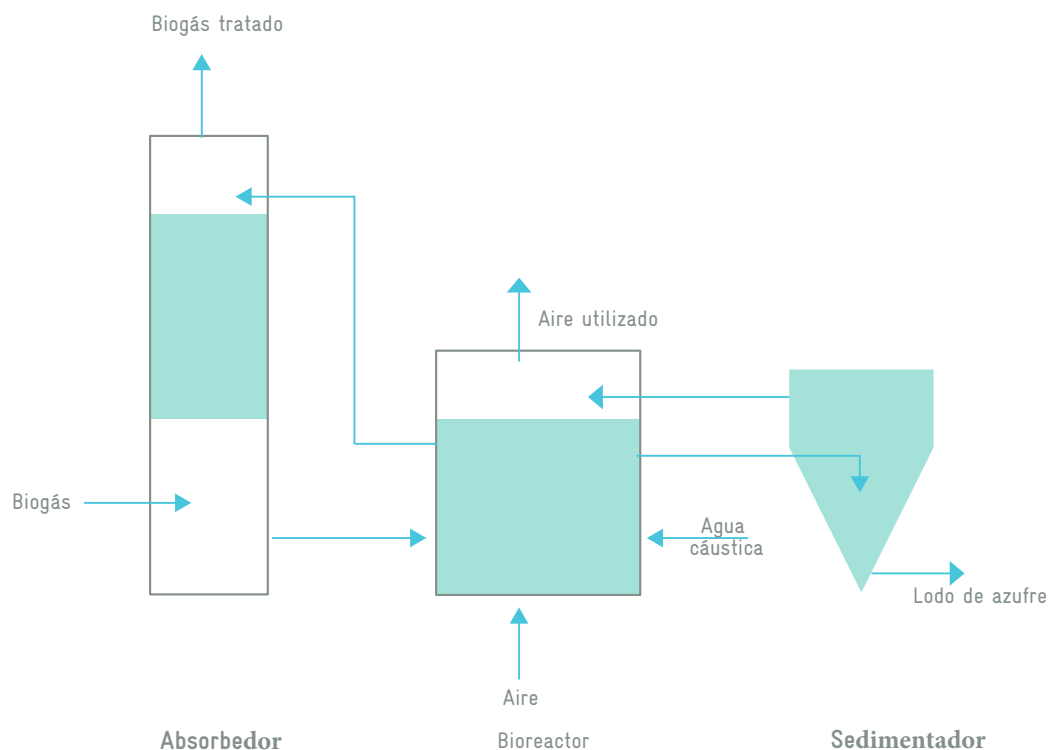 Biogás tratado
Aire utilizado
Biogás
Agua
cáustica
Lodo de azufre
Aire
Absorbedor
Bioreactor
Sedimentador